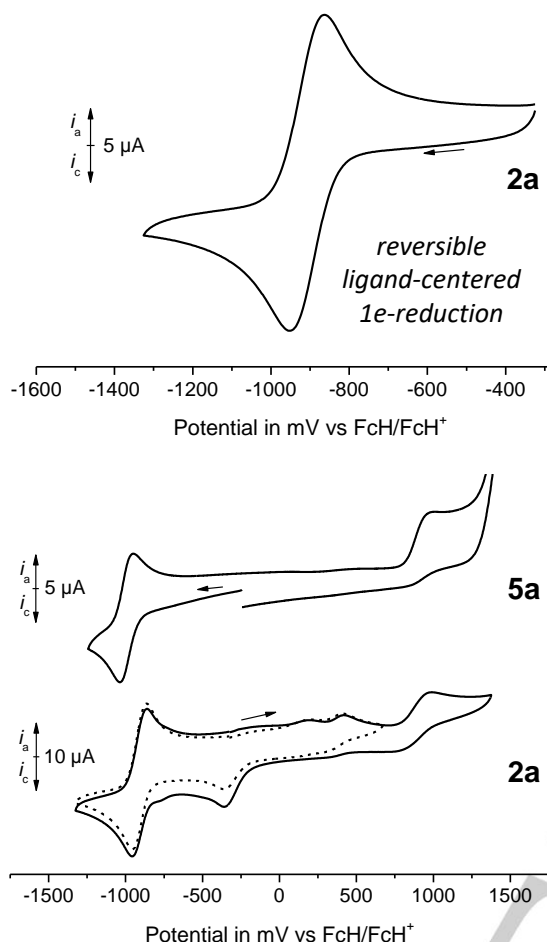 i_a
i_c
5 µA
2a
reversible
ligand-centered
1e-reduction
-1600 -1400 -1200 -1000 -800 -600 -400
Potential in mV vs FcH/FcH⁺
i_a
i_c
5 µA
5a
i_a
i_c
10 µA
2a
-1500 -1000 -500 0 500 1000 1500
Potential in mV vs FcH/FcH⁺